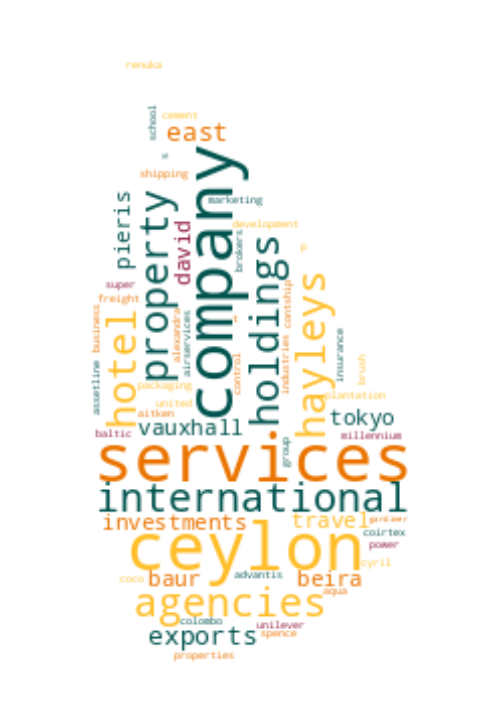 renuka
school
cement
east
s
shipping
company
marketing
pieris
property
david
development
brokers
p
holdings
super
freight
hayleys
contship
business
hotel
alexandra
airservices
f
insurance
assetline
control
industries
brush
packaging
plantation
united
aitken
tokyo
vauxhall
baltic
millennium
group
services
international
investments
travel
coirtex
ceylon
power
cyril
coco
baur
advantis
beira
aqua
agencies
colombo
unilever
exports
spence
properties